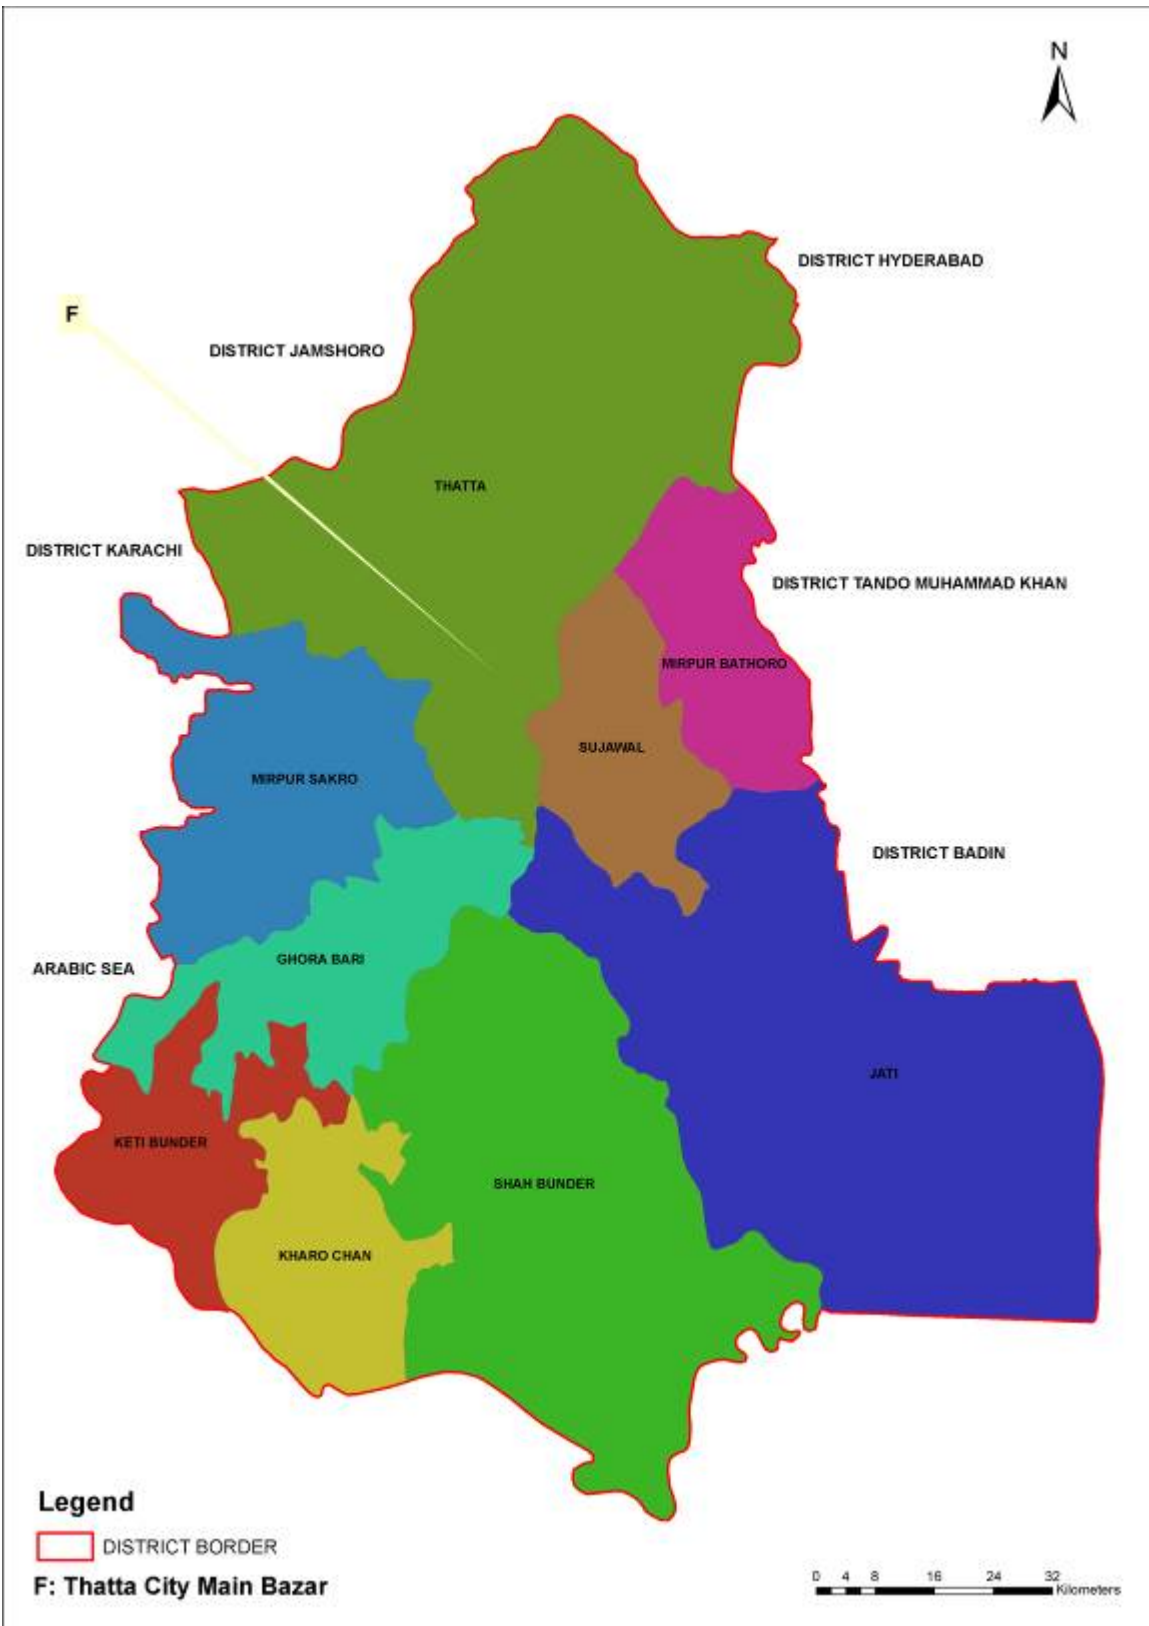 N
DISTRICT HYDERABAD
F
DISTRICT JAMSHORO
THATTA
DISTRICT KARACHI
DISTRICT TANDO MUHAMMAD KHAN
MIRPUR BATHORO
SUJAWAL
MIRPUR SAKRO
DISTRICT BADIN
GHORA BARI
ARABIC SEA
JATI
KETI BUNDER
SHAH BUNDER
KHARO CHAN
Legend
DISTRICT BORDER
F: Thatta City Main Bazar
0 4 8 16 24 32
Kilometers